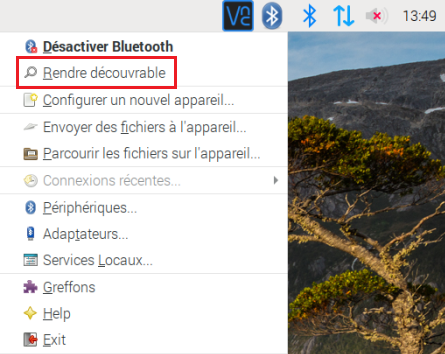 VNC 13:49
Désactiver Bluetooth
Rendre découvrable
Configurer un nouvel appareil...
Envoyer des fichiers à l'appareil...
Parcourir les fichiers sur l'appareil...
Connexions récentes...
Périphériques...
Adaptateurs...
Services Locaux...
Greffons
Help
Exit